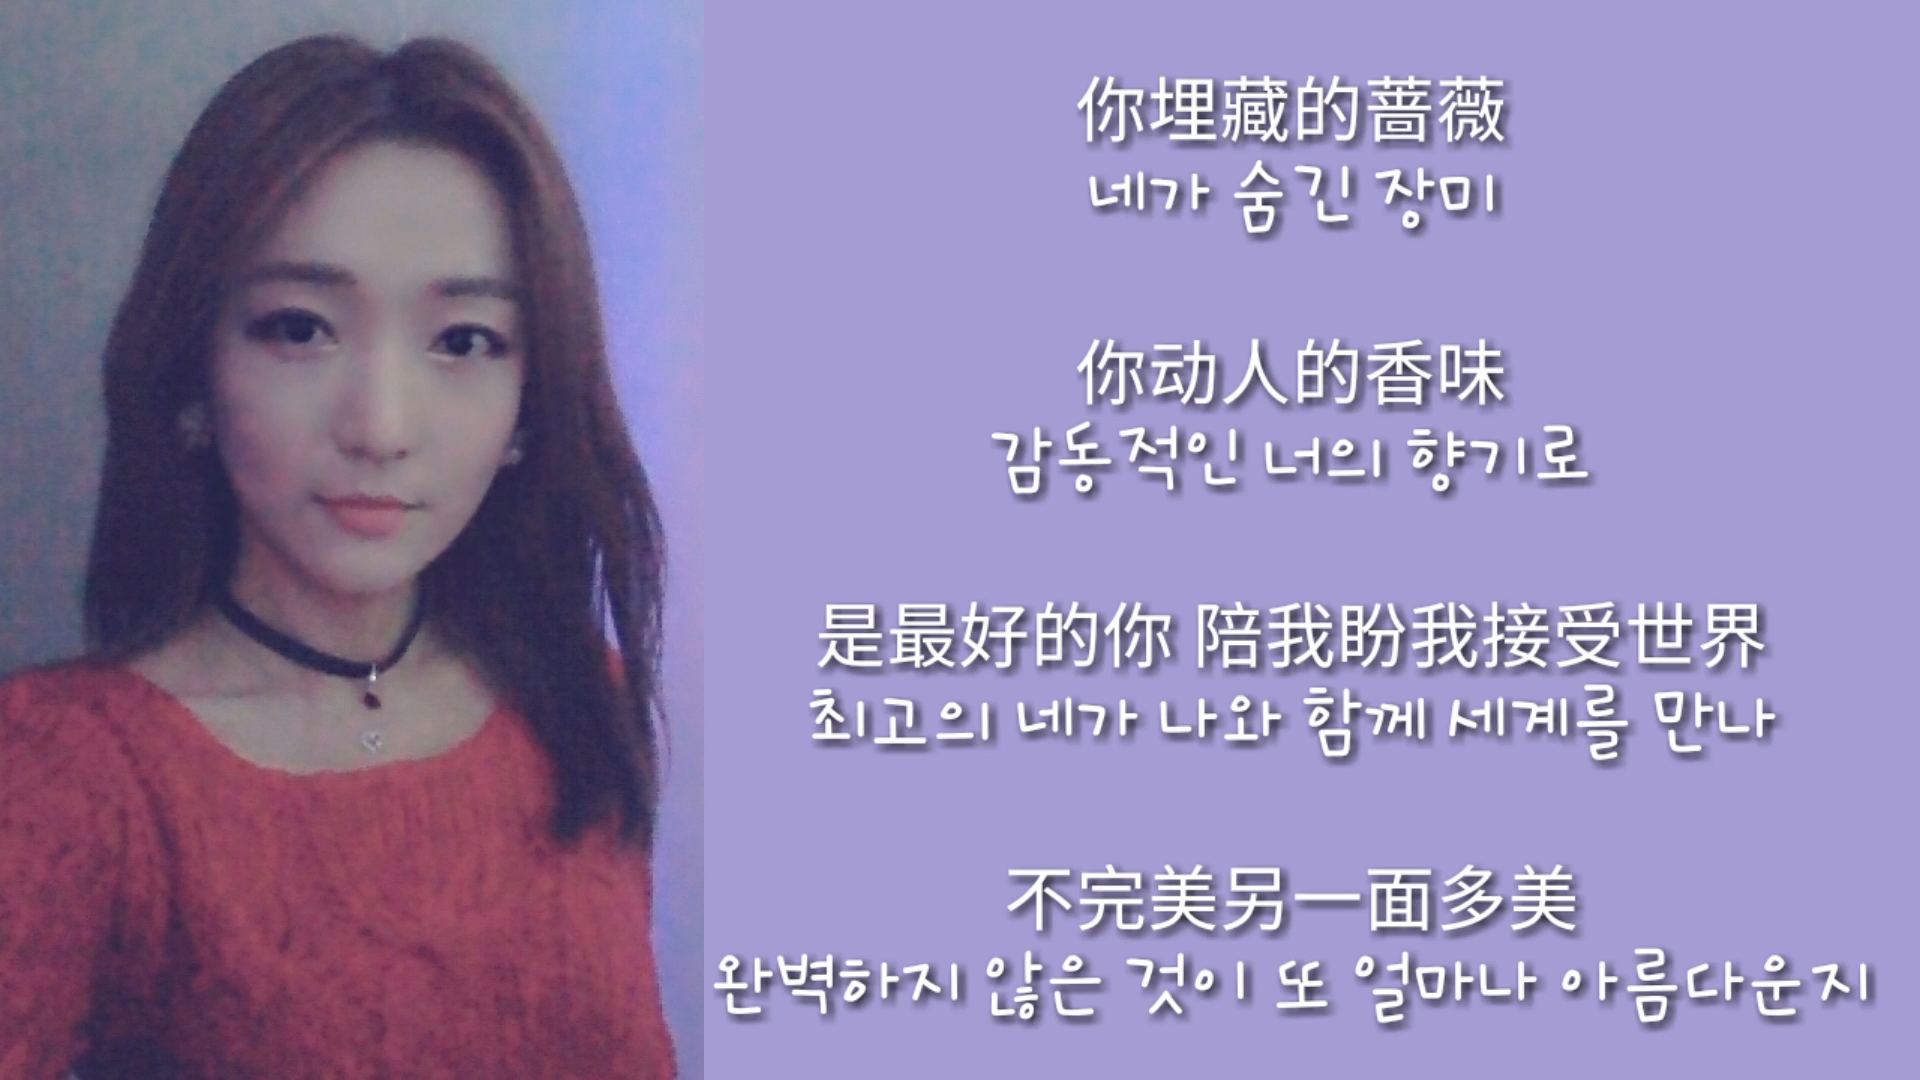 你埋藏的蔷薇
네가 숨긴 장미
你动人的香味
감동적인 너의 향기로
是最好的你 陪我盼我接受世界
최고의 네가 나와 함께 세계를 만나
不完美另一面多美
완벽하지 않은 것이 또 얼마나 아름다운지